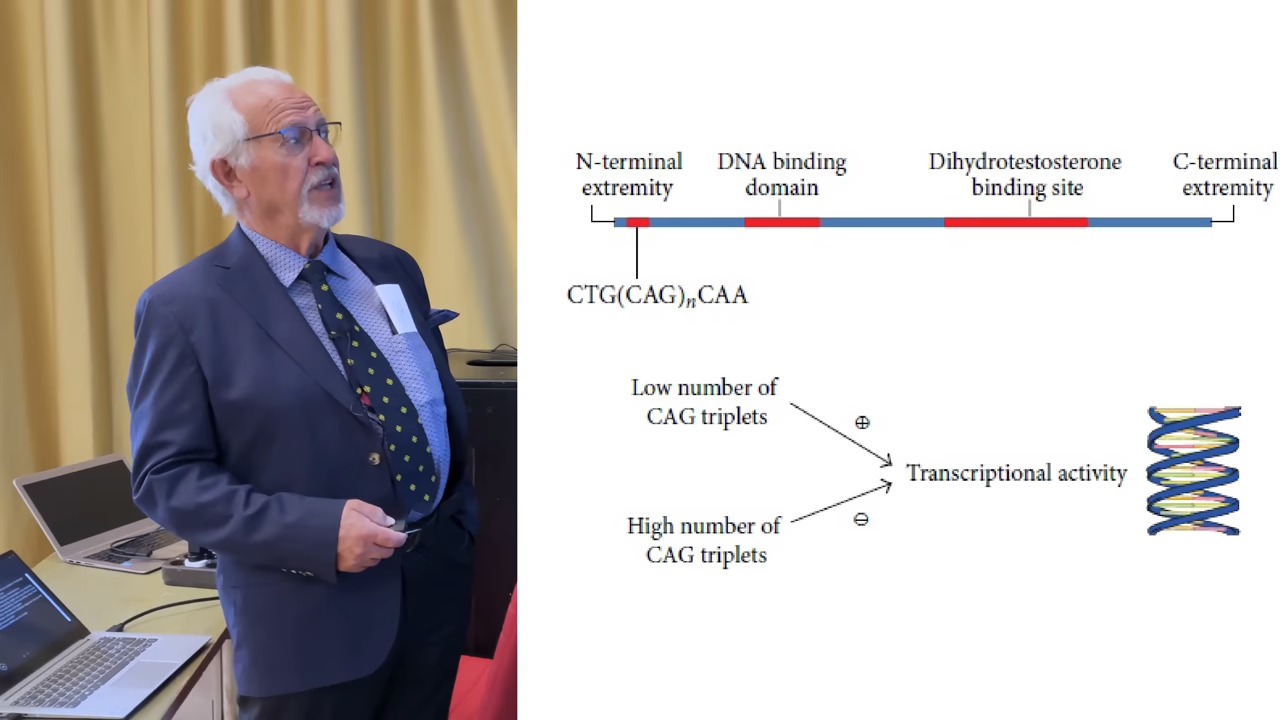 N-terminal
extremity
DNA binding
domain
Dihydrotestosterone
binding site
C-terminal
extremity
CTG(CAG)nCAA
Low number of
CAG triplets
⊕
Transcriptional activity
High number of
CAG triplets
⊖